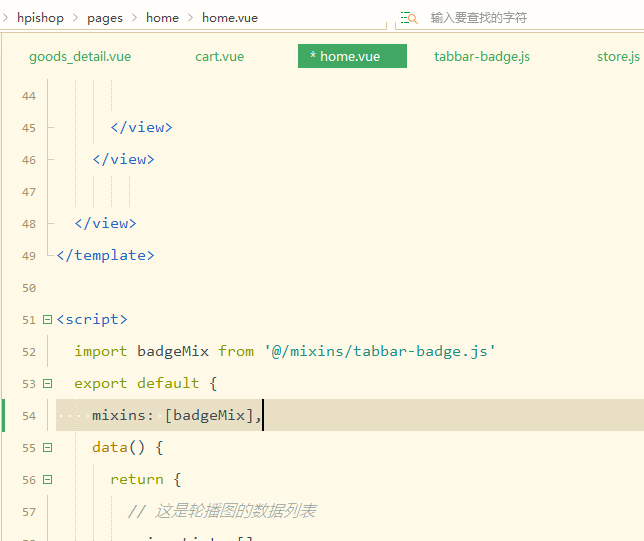 hpishop > pages > home > home.vue 输入要查找的字符
goods_detail.vue cart.vue * home.vue tabbar-badge.js store.js
44
45 </view>
46 </view>
47
48 </view>
49 </template>
50
51 <script>
52 import badgeMix from '@/mixins/tabbar-badge.js'
53 export default {
54 mixins: [badgeMix],
55 data() {
56 return {
57 // 这是轮播图的数据列表